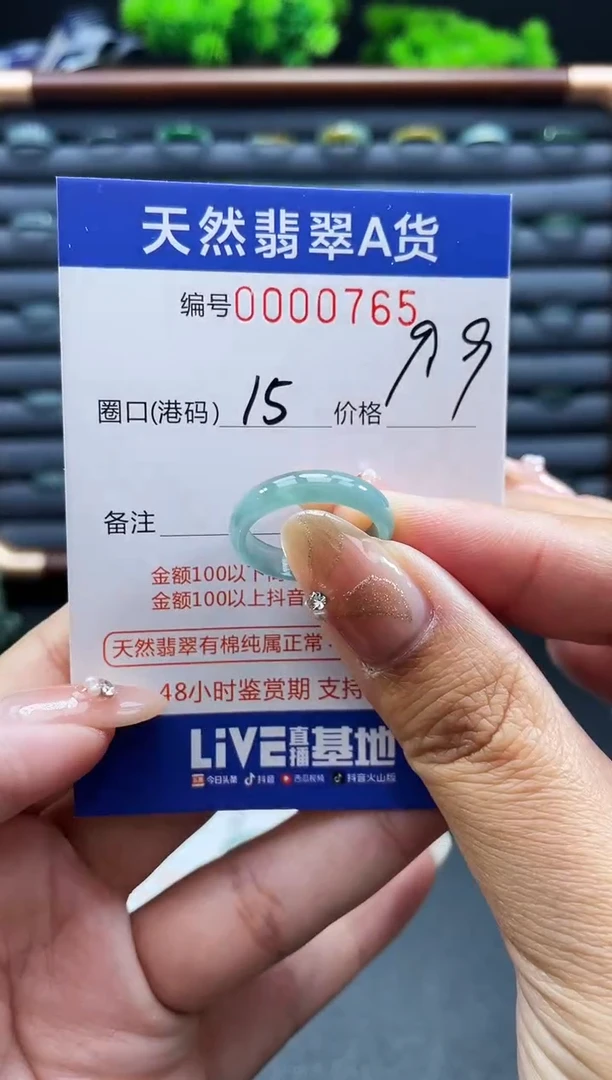 天然翡翠A货
编号0000765
圈口(港码) 15 价格 99
备注
金额100以下
金额100以上抖音
天然翡翠有棉纯属正常
48小时鉴赏期 支持
LiVE直播基地
今日头条 抖音 西瓜视频 抖音火山版